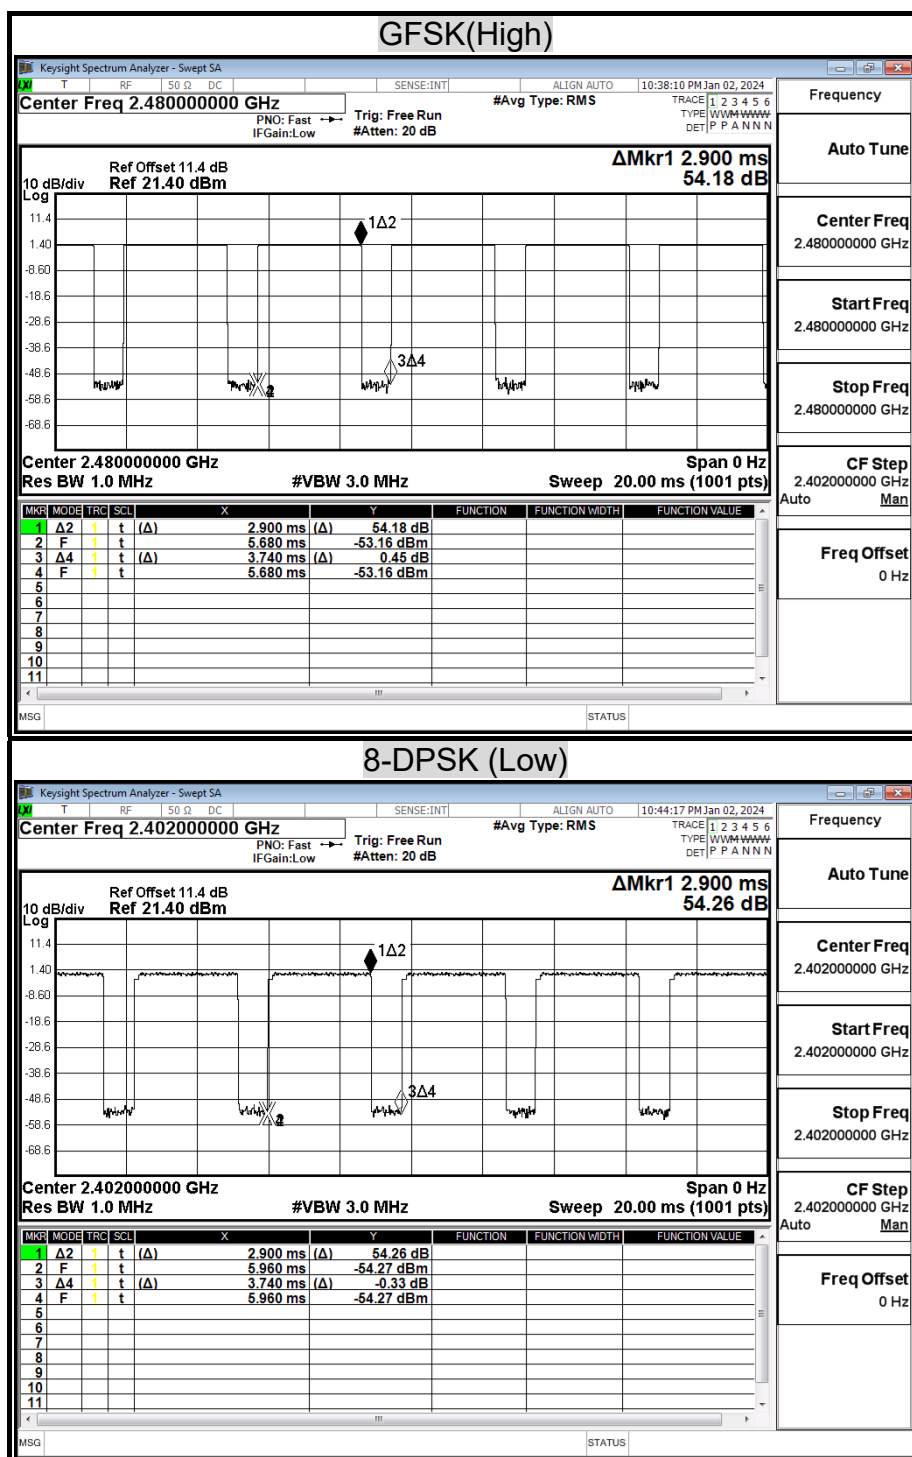 GFSK(High)
Keysight Spectrum Analyzer - Swept SA
LXI T RF 50 Ω DC SENSE:INT ALIGN AUTO 10:38:10 PM Jan 02, 2024
Center Freq 2.480000000 GHz
#Avg Type: RMS
TRACE 1 2 3 4 5 6
PNO: Fast Trig: Free Run
TYPE WWMWWW
IFGain:Low #Atten: 20 dB
DET P P A N N N
Frequency
Auto Tune
Center Freq
2.480000000 GHz
Start Freq
2.480000000 GHz
Stop Freq
2.480000000 GHz
CF Step
2.402000000 GHz
Auto Man
Freq Offset
0 Hz
ΔMkr1 2.900 ms
54.18 dB
Ref Offset 11.4 dB
10 dB/div Ref 21.40 dBm
Log
11.4
1.40
-8.60
-18.6
-28.6
-38.6
-48.6
-58.6
-68.6
1Δ2
3Δ4
Center 2.480000000 GHz Span 0 Hz
Res BW 1.0 MHz #VBW 3.0 MHz Sweep 20.00 ms (1001 pts)
MKR MODE TRC SCL X Y FUNCTION FUNCTION WIDTH FUNCTION VALUE
1 Δ2 1 t (Δ) 2.900 ms (Δ) 54.18 dB
2 F 1 t 5.680 ms -53.16 dBm
3 Δ4 1 t (Δ) 3.740 ms (Δ) 0.45 dB
4 F 1 t 5.680 ms -53.16 dBm
5
6
7
8
9
10
11
MSG STATUS
8-DPSK (Low)
Keysight Spectrum Analyzer - Swept SA
LXI T RF 50 Ω DC SENSE:INT ALIGN AUTO 10:44:17 PM Jan 02, 2024
Center Freq 2.402000000 GHz
#Avg Type: RMS
TRACE 1 2 3 4 5 6
PNO: Fast Trig: Free Run
TYPE WWMWWW
IFGain:Low #Atten: 20 dB
DET P P A N N N
Frequency
Auto Tune
Center Freq
2.402000000 GHz
Start Freq
2.402000000 GHz
Stop Freq
2.402000000 GHz
CF Step
2.402000000 GHz
Auto Man
Freq Offset
0 Hz
ΔMkr1 2.900 ms
54.26 dB
Ref Offset 11.4 dB
10 dB/div Ref 21.40 dBm
Log
11.4
1.40
-8.60
-18.6
-28.6
-38.6
-48.6
-58.6
-68.6
1Δ2
3Δ4
Center 2.402000000 GHz Span 0 Hz
Res BW 1.0 MHz #VBW 3.0 MHz Sweep 20.00 ms (1001 pts)
MKR MODE TRC SCL X Y FUNCTION FUNCTION WIDTH FUNCTION VALUE
1 Δ2 1 t (Δ) 2.900 ms (Δ) 54.26 dB
2 F 1 t 5.960 ms -54.27 dBm
3 Δ4 1 t (Δ) 3.740 ms (Δ) -0.33 dB
4 F 1 t 5.960 ms -54.27 dBm
5
6
7
8
9
10
11
MSG STATUS